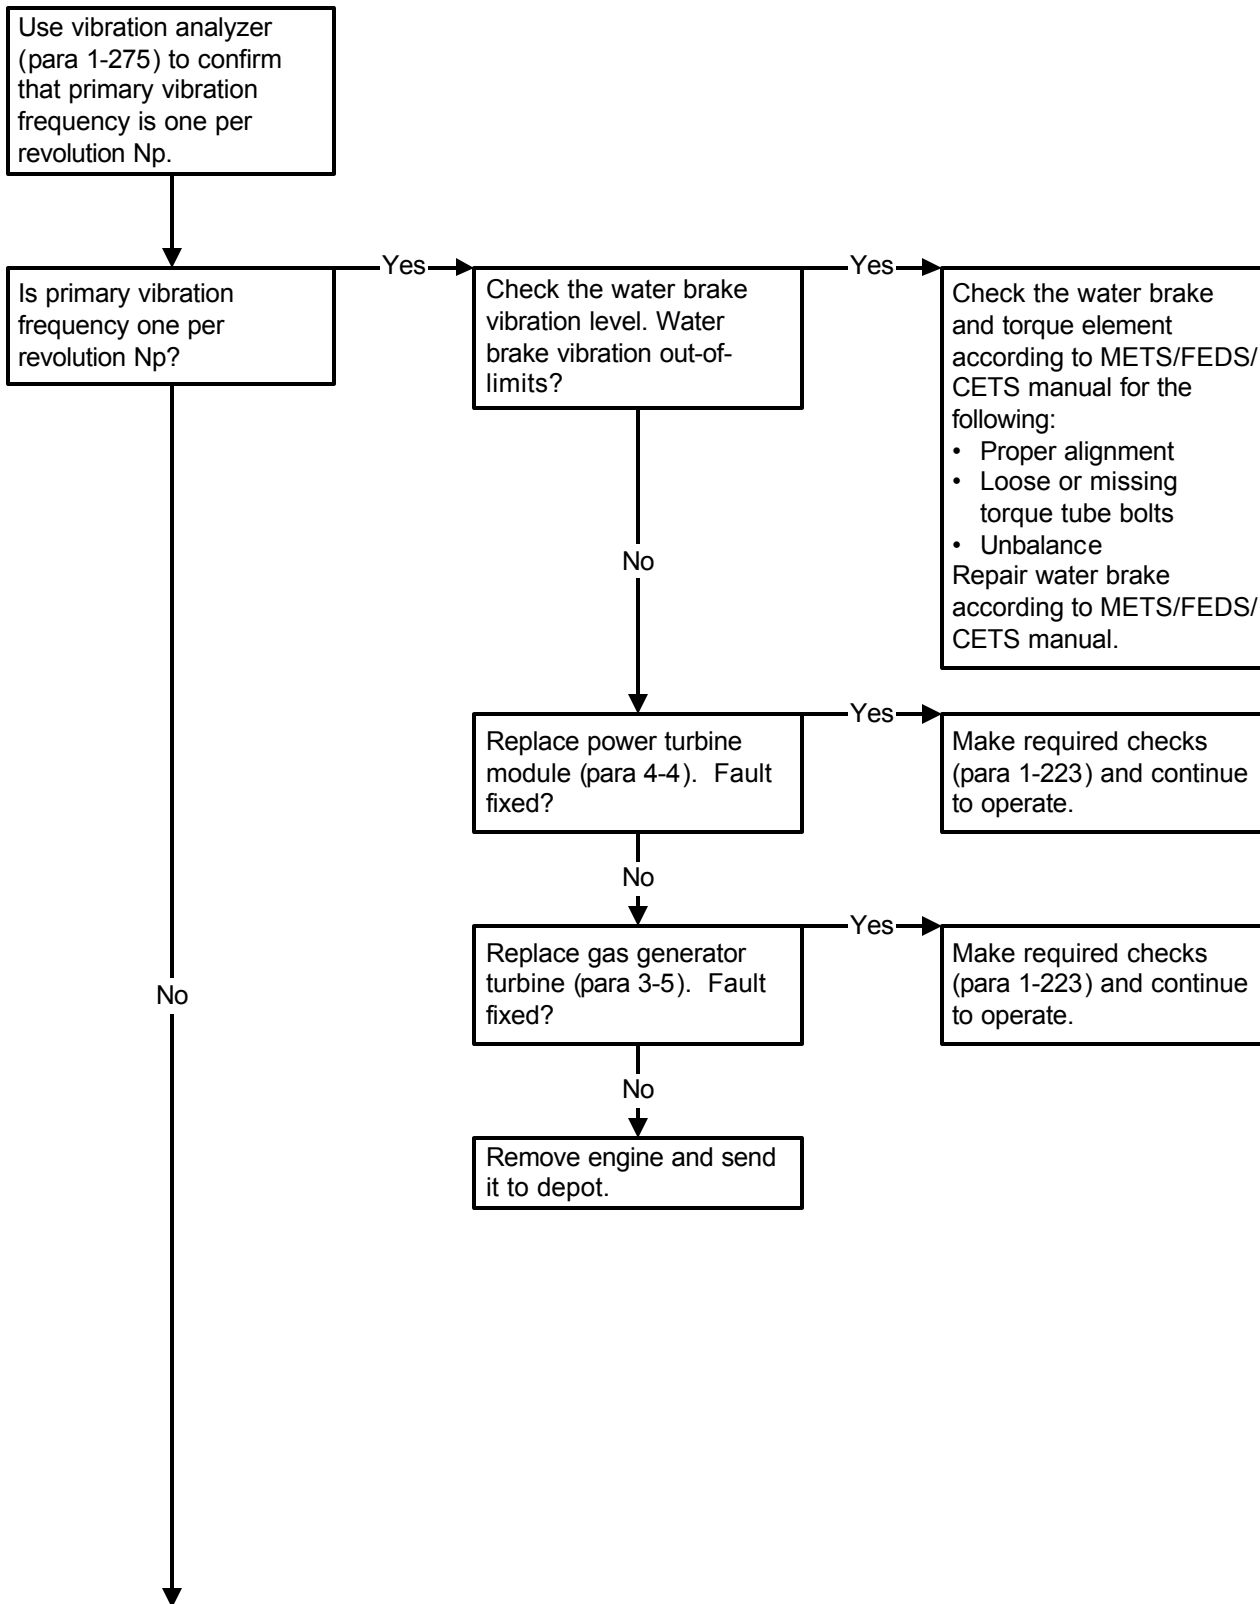 Use vibration analyzer
(para 1-275) to confirm
that primary vibration
frequency is one per
revolution Np.
Is primary vibration
frequency one per
revolution Np?
Yes
Check the water brake
vibration level. Water
brake vibration out-of-
limits?
Yes
Check the water brake
and torque element
according to METS/FEDS/
CETS manual for the
following:
• Proper alignment
• Loose or missing
torque tube bolts
• Unbalance
Repair water brake
according to METS/FEDS/
CETS manual.
No
Replace power turbine
module (para 4-4).  Fault
fixed?
Yes
Make required checks
(para 1-223) and continue
to operate.
No
Replace gas generator
turbine (para 3-5).  Fault
fixed?
Yes
Make required checks
(para 1-223) and continue
to operate.
No
Remove engine and send
it to depot.
No